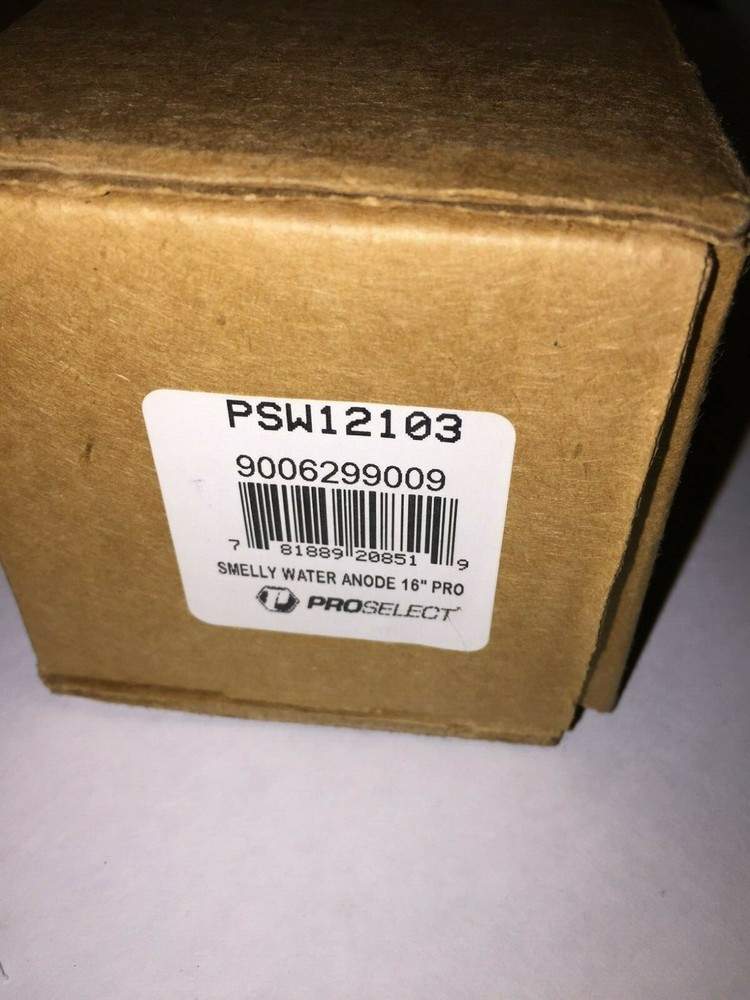 PSW12103
9006299009
7 81889 20851 9
SMELLY WATER ANODE 16" PRO
PROSELECT